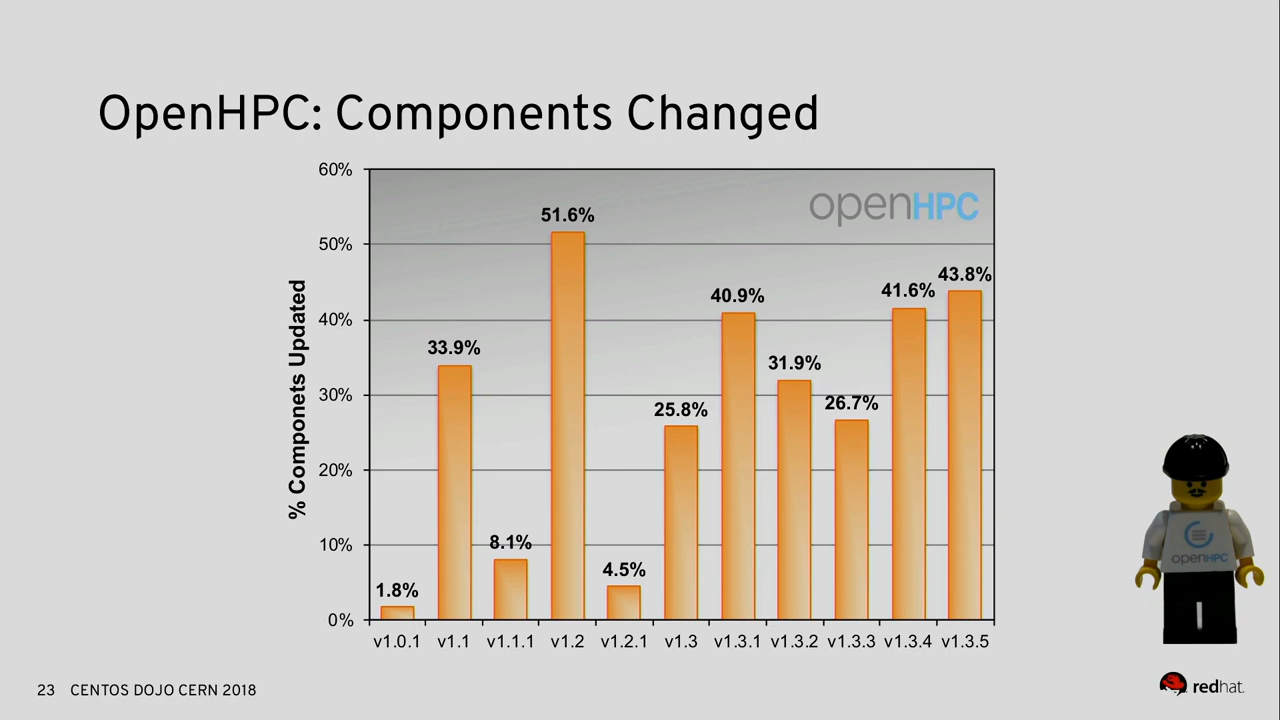 OpenHPC: Components Changed
openHPC
% Componets Updated
60%
50%
40%
30%
20%
10%
0%
1.8%
33.9%
8.1%
51.6%
4.5%
25.8%
40.9%
31.9%
26.7%
41.6%
43.8%
v1.0.1 v1.1 v1.1.1 v1.2 v1.2.1 v1.3 v1.3.1 v1.3.2 v1.3.3 v1.3.4 v1.3.5
openHPC
23 CENTOS DOJO CERN 2018
redhat.